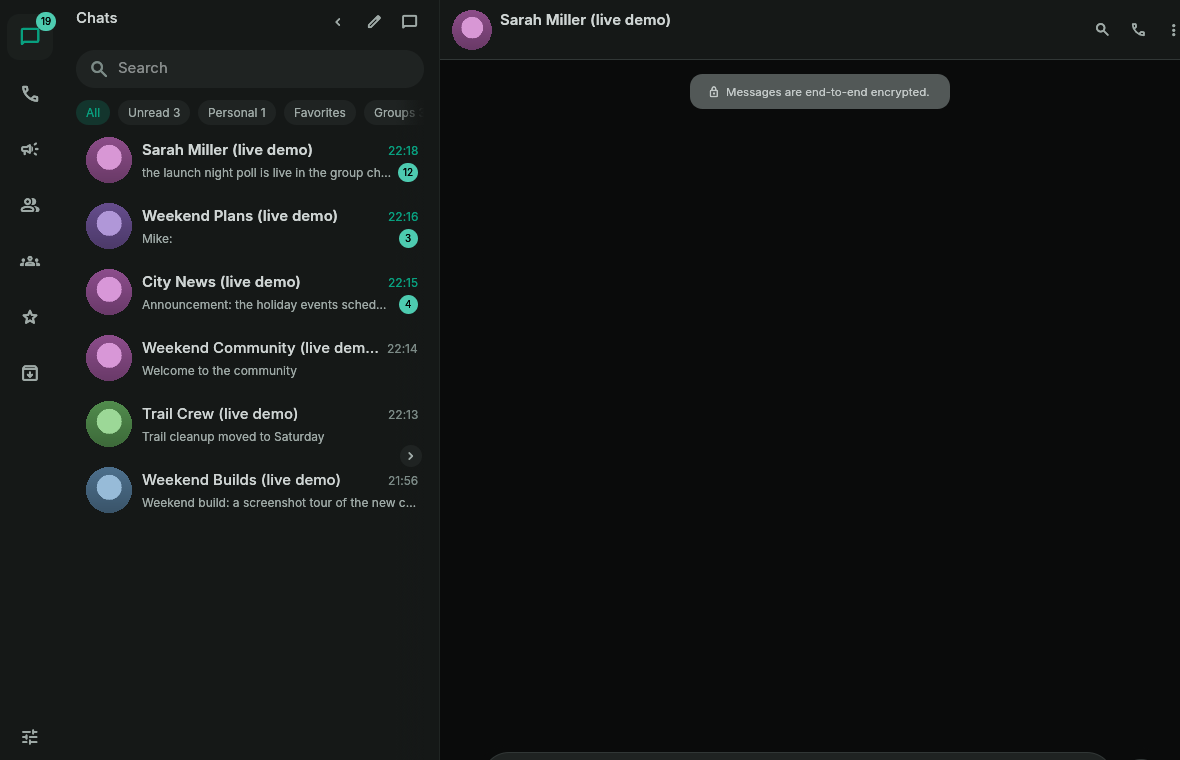 19
Chats
Search
All
Unread 3
Personal 1
Favorites
Groups
Sarah Miller (live demo)
22:18
the launch night poll is live in the group ch...
12
Weekend Plans (live demo)
22:16
Mike:
3
City News (live demo)
22:15
Announcement: the holiday events sched...
4
Weekend Community (live dem...
22:14
Welcome to the community
Trail Crew (live demo)
22:13
Trail cleanup moved to Saturday
Weekend Builds (live demo)
21:56
Weekend build: a screenshot tour of the new c...
Sarah Miller (live demo)
Messages are end-to-end encrypted.